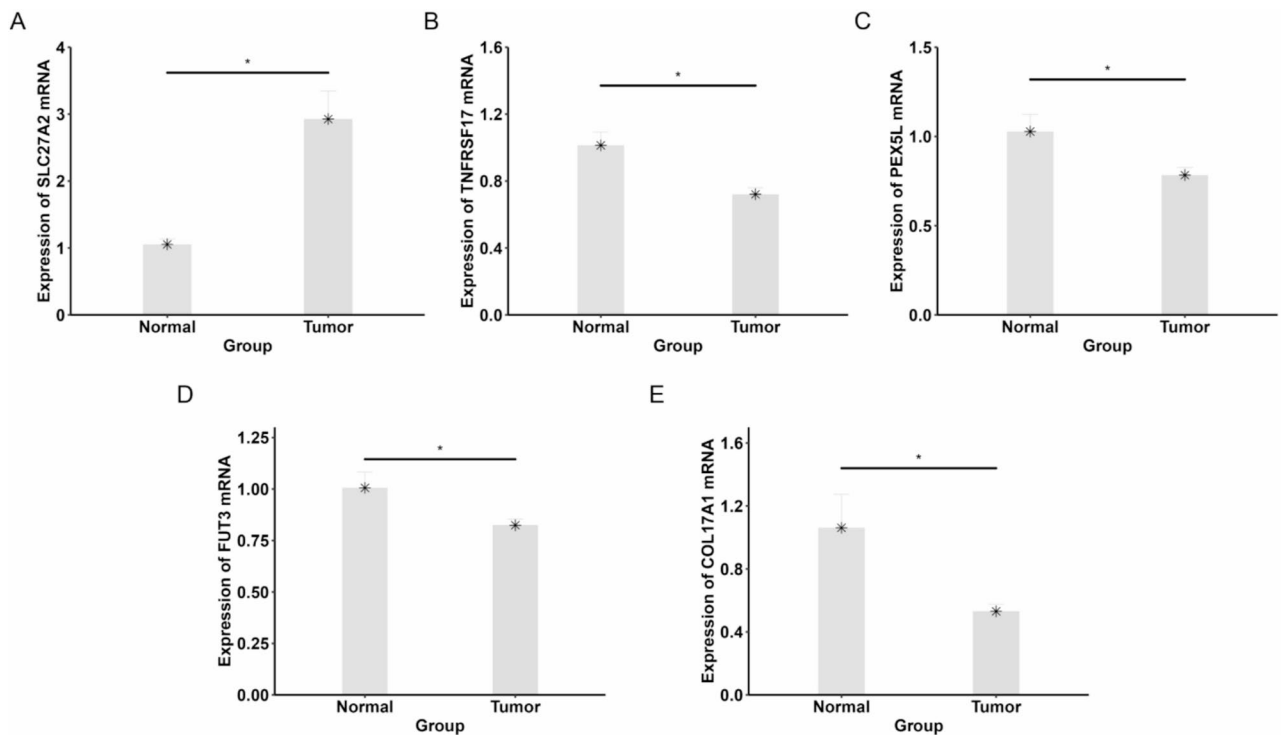 A
Expression of SLC27A2 mRNA
4
3
2
1
0
*
Normal Tumor
Group
B
Expression of TNFRSF17 mRNA
1.6
1.2
0.8
0.4
0.0
*
Normal Tumor
Group
C
Expression of PEX5L mRNA
1.5
1.0
0.5
0.0
*
Normal Tumor
Group
D
Expression of FUT3 mRNA
1.25
1.00
0.75
0.50
0.25
0.00
*
Normal Tumor
Group
E
Expression of COL17A1 mRNA
1.6
1.2
0.8
0.4
0.0
*
Normal Tumor
Group